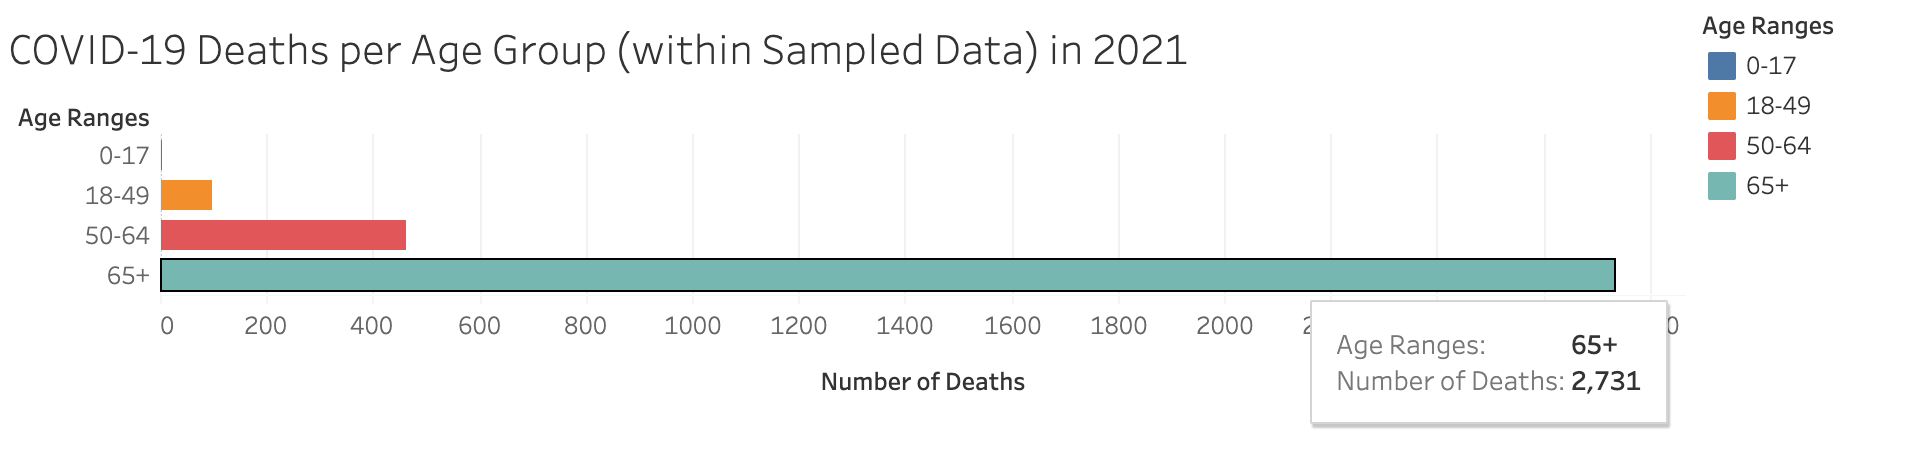 COVID-19 Deaths per Age Group (within Sampled Data) in 2021
Age Ranges
0-17
18-49
50-64
65+
0 200 400 600 800 1000 1200 1400 1600 1800 2000
Number of Deaths
Age Ranges: 65+
Number of Deaths: 2,731
Age Ranges
0-17
18-49
50-64
65+